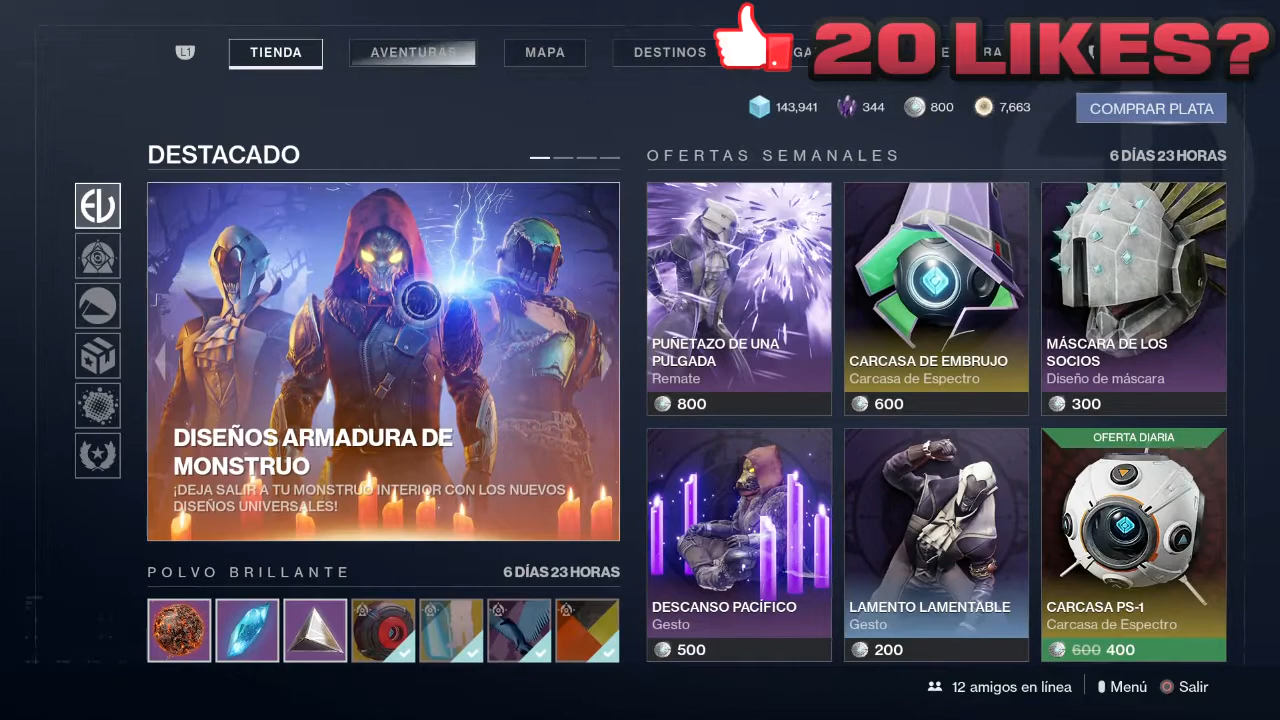 L1
TIENDA
AVENTURAS
MAPA
DESTINOS
20 LIKES?
143,941
344
800
7,663
COMPRAR PLATA
DESTACADO
DISEÑOS ARMADURA DE
MONSTRUO
¡DEJA SALIR A TU MONSTRUO INTERIOR CON LOS NUEVOS
DISEÑOS UNIVERSALES!
POLVO BRILLANTE
6 DÍAS 23 HORAS
OFERTAS SEMANALES
6 DÍAS 23 HORAS
PUÑETAZO DE UNA
PULGADA
Remate
800
CARCASA DE EMBRUJO
Carcasa de Espectro
600
MÁSCARA DE LOS
SOCIOS
Diseño de máscara
300
DESCANSO PACÍFICO
Gesto
500
LAMENTO LAMENTABLE
Gesto
200
OFERTA DIARIA
CARCASA PS-1
Carcasa de Espectro
600 400
12 amigos en línea
Menú
Salir